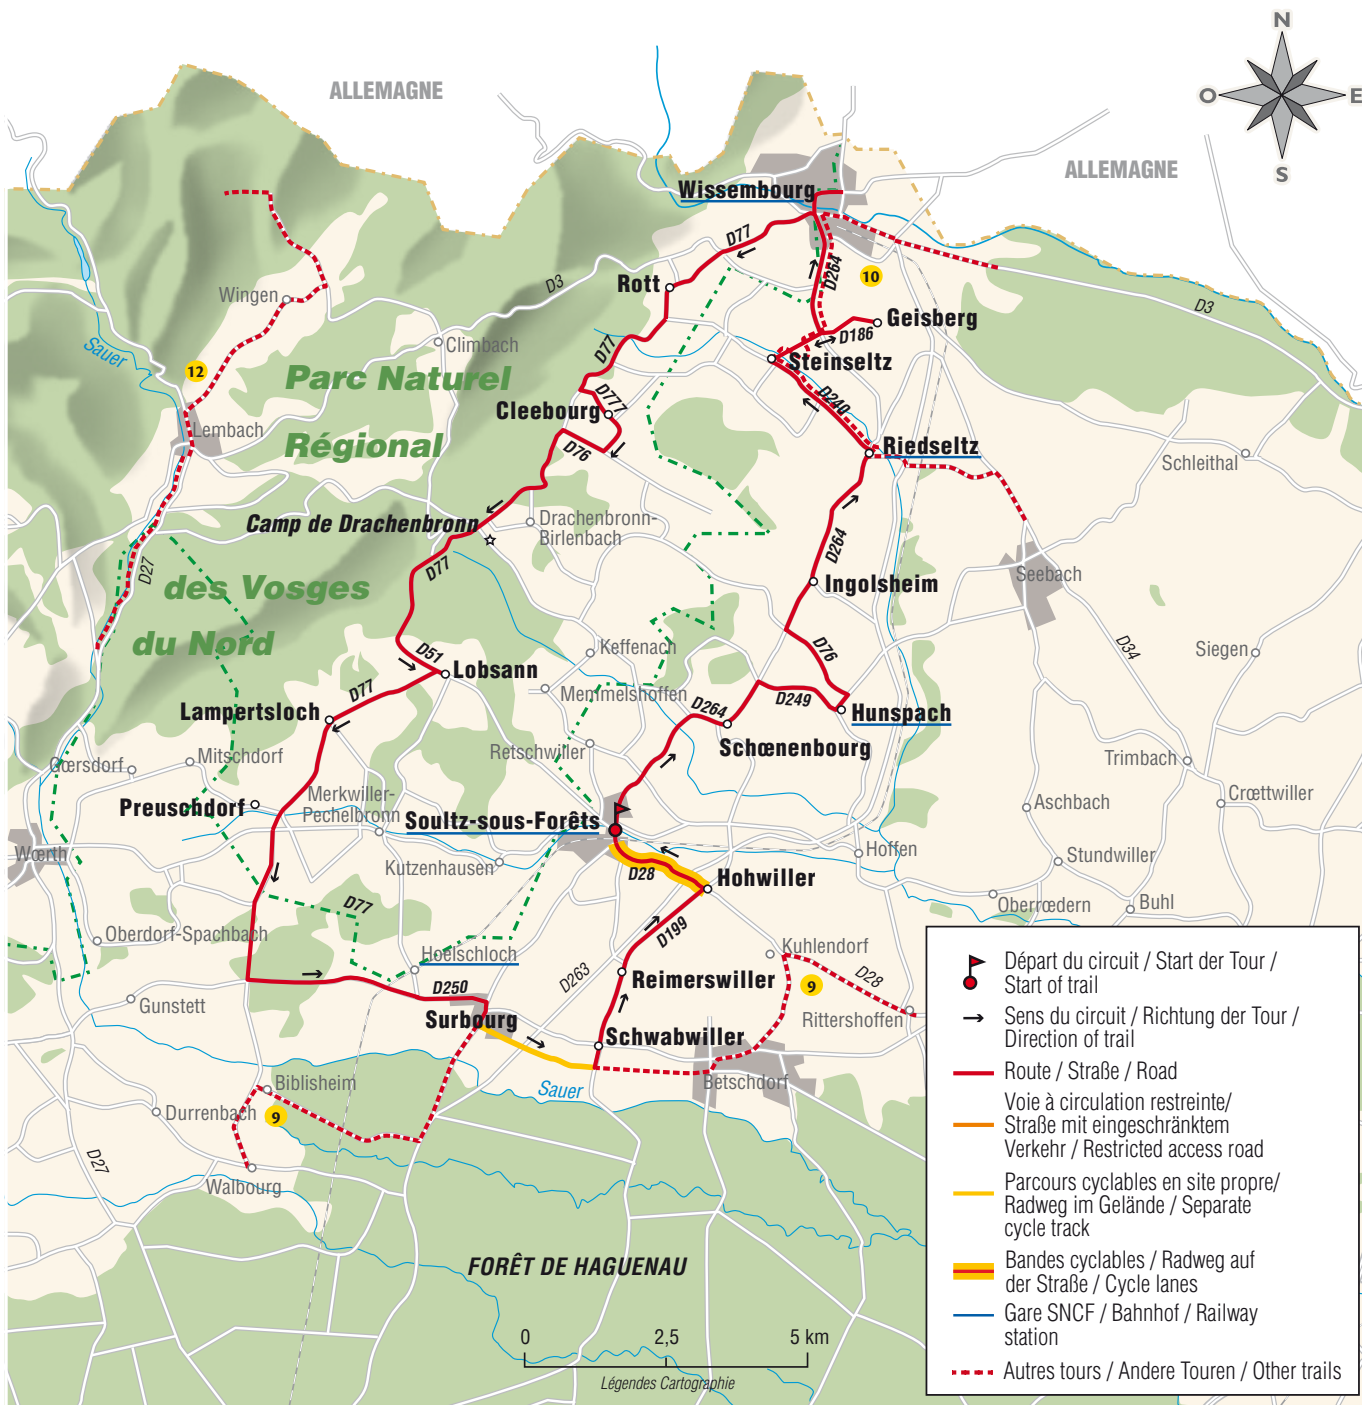 N
O
E
S
ALLEMAGNE
ALLEMAGNE
Wissembourg
D77
D264
10
Rott
D3
D3
Wingen
Geisberg
D186
Sauer
Climbach
12
Steinseltz
D77
Parc Naturel
D777
D240
Cleebourg
Lembach
Régional
D76
Riedseltz
Schleithal
Camp de Drachenbronn
Drachenbronn-
Birlenbach
D264
D27
D77
des Vosges
Ingolsheim
Seebach
du Nord
D51
Keffenach
D76
D34
Siegen
Lobsann
D77
Memmelshoffen
D249
Lampertsloch
D264
Hunspach
Schœnenbourg
Retschwiller
Mitschdorf
Gœrsdorf
Trimbach
Merkwiller-
Pechelbronn
Preuschdorf
Soultz-sous-Forêts
Aschbach
Crœttwiller
Wœrth
Kutzenhausen
D28
Hoffen
Stundwiller
Hohwiller
D77
Oberrœdern
Buhl
Oberdorf-Spachbach
D199
Hoelschloch
Kuhlendorf
D263
Reimerswiller
D28
9
D250
Gunstett
Surbourg
Rittershoffen
Schwabwiller
Biblisheim
Sauer
Betschdorf
Durrenbach
9
D27
Walbourg
FORÊT DE HAGUENAU
0
2,5
5 km
Légendes Cartographie
Départ du circuit / Start der Tour /
Start of trail
Sens du circuit / Richtung der Tour /
Direction of trail
Route / Straße / Road
Voie à circulation restreinte/
Straße mit eingeschränktem
Verkehr / Restricted access road
Parcours cyclables en site propre/
Radweg im Gelände / Separate
cycle track
Bandes cyclables / Radweg auf
der Straße / Cycle lanes
Gare SNCF / Bahnhof / Railway
station
Autres tours / Andere Touren / Other trails